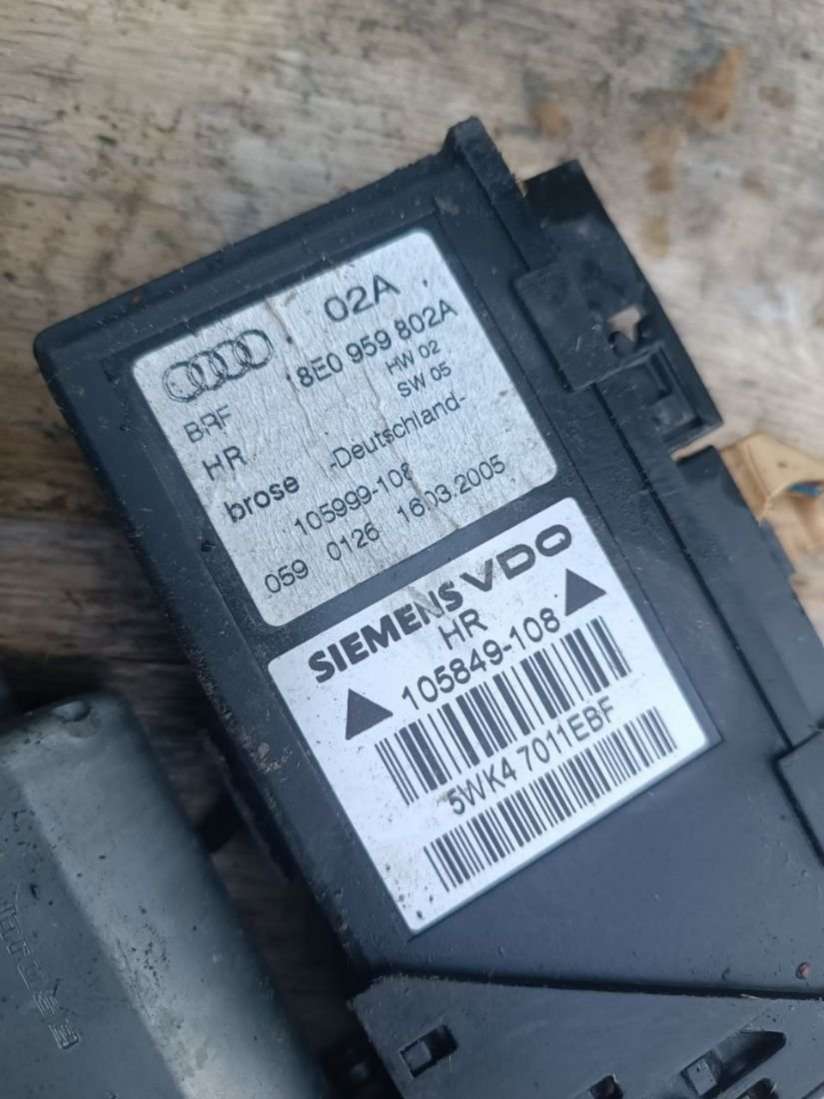 02A
8E0 959 802A
BRF HW 02
HR SW 05
brose -Deutschland-
105999-108
059 0126 16.03.2005
SIEMENS VDO
HR
105849-108
5WK4 7011EBF